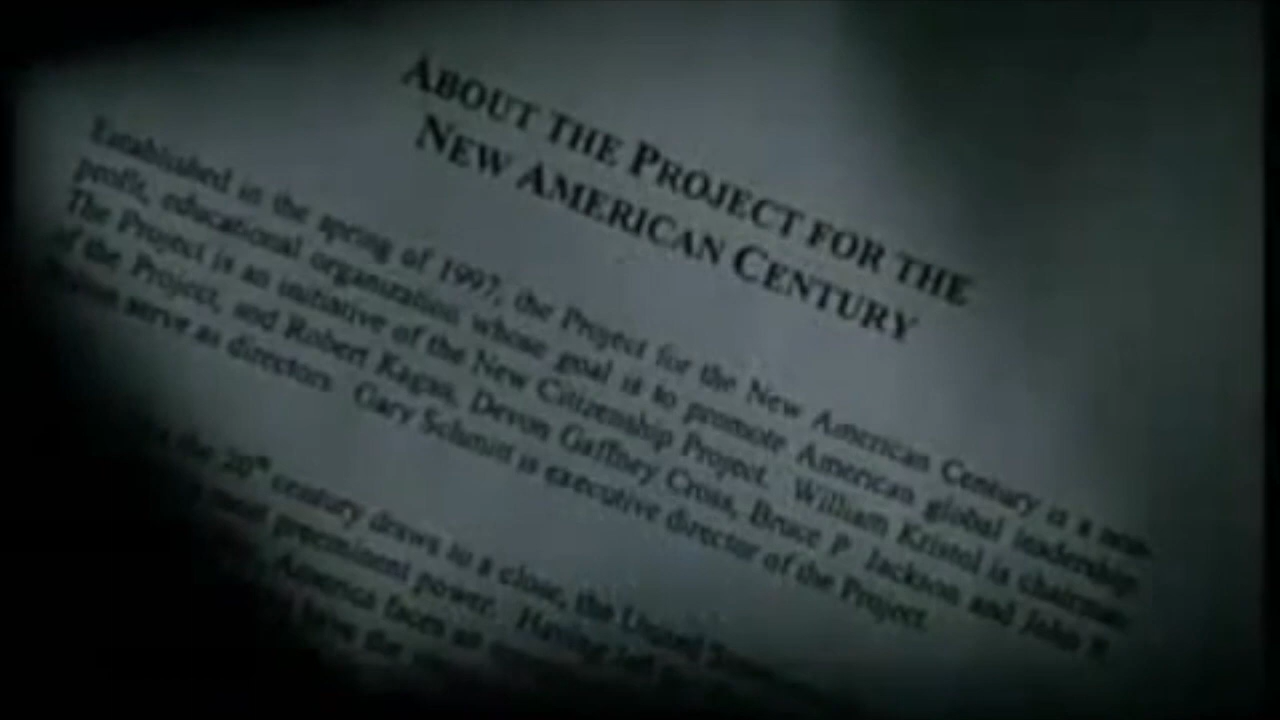 ABOUT THE PROJECT FOR THE
NEW AMERICAN CENTURY
Established in the spring of 1997, the Project for the New American Century is a non-
profit, educational organization whose goal is to promote American global leadership.
The Project is an initiative of the New Citizenship Project. William Kristol is chairman
of the Project, and Robert Kagan, Devon Gaffney Cross, Bruce P. Jackson and John R.
serve as directors. Gary Schmitt is executive director of the Project.
the 20th century draws to a close, the United
most preeminent power. Having
America faces an
have the